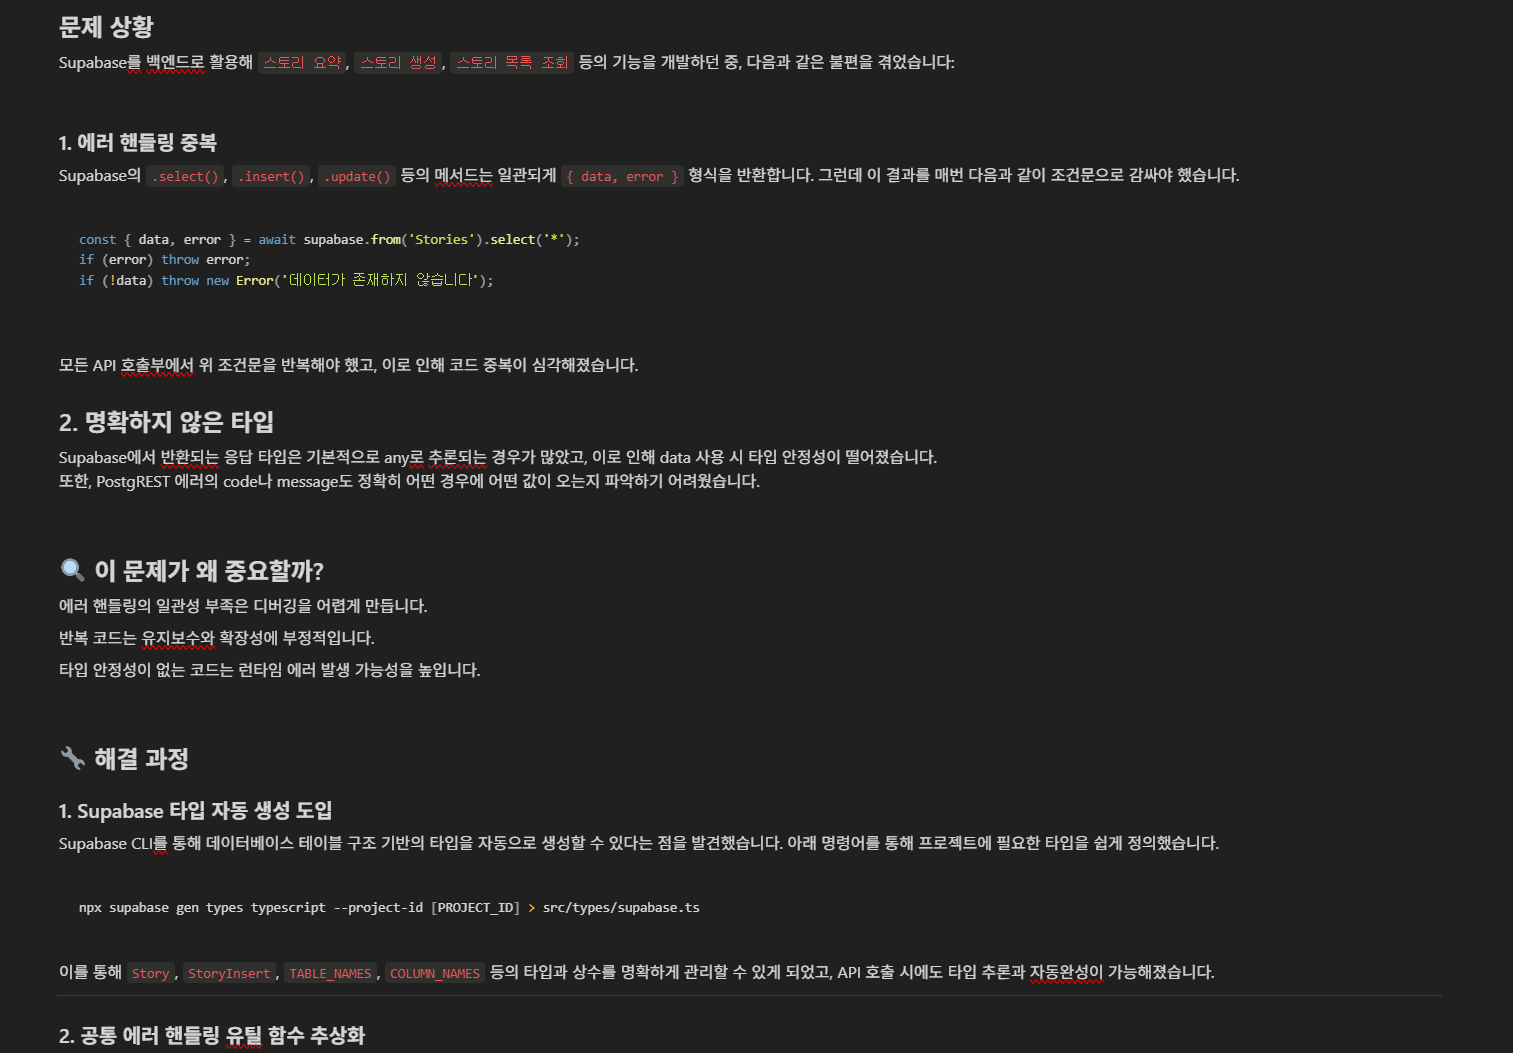 문제 상황
Supabase를 백엔드로 활용해 스토리 요약, 스토리 생성, 스토리 목록 조회 등의 기능을 개발하던 중, 다음과 같은 불편을 겪었습니다:
1. 에러 핸들링 중복
Supabase의 .select(), .insert(), .update() 등의 메서드는 일관되게 { data, error } 형식을 반환합니다. 그런데 이 결과를 매번 다음과 같이 조건문으로 감싸야 했습니다.
const { data, error } = await supabase.from('Stories').select('*');
if (error) throw error;
if (!data) throw new Error('데이터가 존재하지 않습니다');
모든 API 호출부에서 위 조건문을 반복해야 했고, 이로 인해 코드 중복이 심각해졌습니다.
2. 명확하지 않은 타입
Supabase에서 반환되는 응답 타입은 기본적으로 any로 추론되는 경우가 많았고, 이로 인해 data 사용 시 타입 안정성이 떨어졌습니다.
또한, PostgREST 에러의 code나 message도 정확히 어떤 경우에 어떤 값이 오는지 파악하기 어려웠습니다.
🔍 이 문제가 왜 중요할까?
에러 핸들링의 일관성 부족은 디버깅을 어렵게 만듭니다.
반복 코드는 유지보수와 확장성에 부정적입니다.
타입 안정성이 없는 코드는 런타임 에러 발생 가능성을 높입니다.
🔧 해결 과정
1. Supabase 타입 자동 생성 도입
Supabase CLI를 통해 데이터베이스 테이블 구조 기반의 타입을 자동으로 생성할 수 있다는 점을 발견했습니다. 아래 명령어를 통해 프로젝트에 필요한 타입을 쉽게 정의했습니다.
npx supabase gen types typescript --project-id [PROJECT_ID] > src/types/supabase.ts
이를 통해 Story, StoryInsert, TABLE_NAMES, COLUMN_NAMES 등의 타입과 상수를 명확하게 관리할 수 있게 되었고, API 호출 시에도 타입 추론과 자동완성이 가능해졌습니다.
2. 공통 에러 핸들링 유틸 함수 추상화